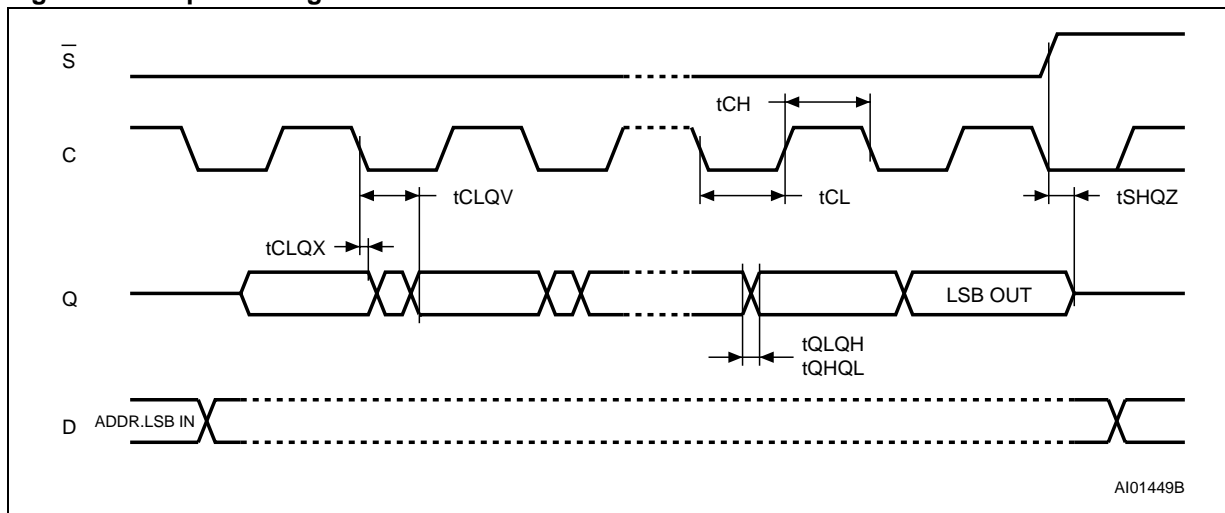 S
tCH
C
tCLQV
tCL
tSHQZ
tCLQX
Q
LSB OUT
tQLQH
tQHQL
D
ADDR.LSB IN
AI01449B